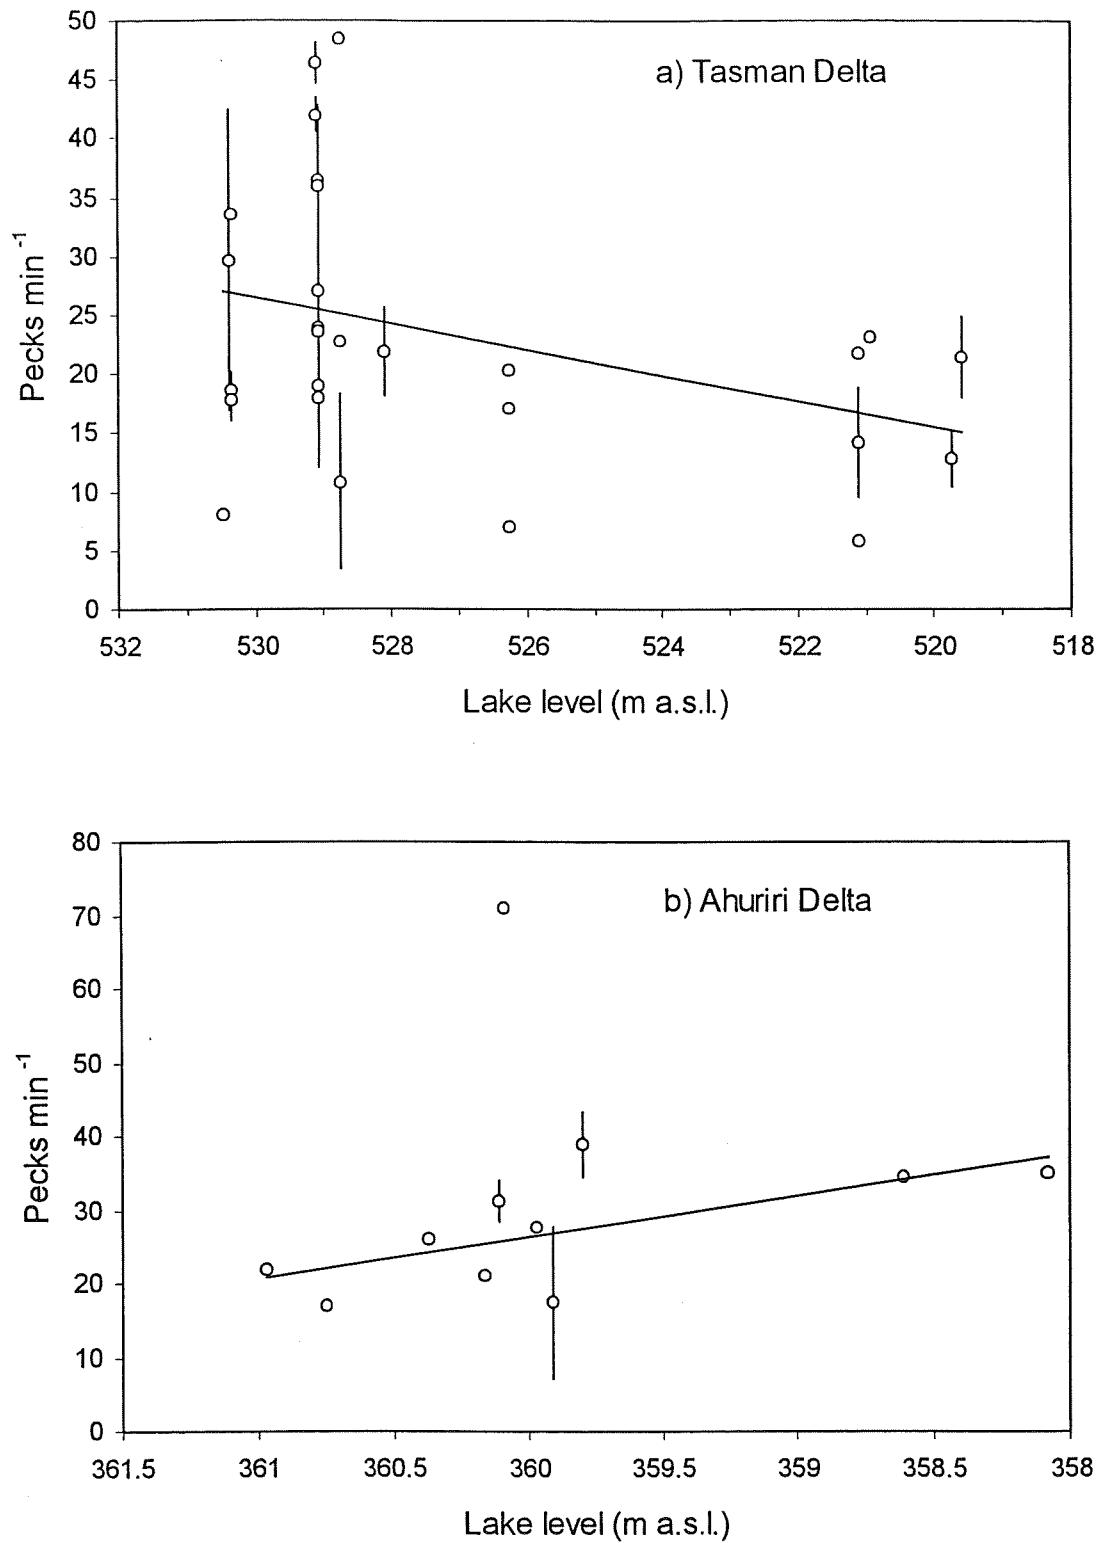 50
45
40
35
30
25
20
15
10
5
0
Pecks min⁻¹
a) Tasman Delta
532 530 528 526 524 522 520 518
Lake level (m a.s.l.)
80
70
60
50
40
30
20
10
0
Pecks min⁻¹
b) Ahuriri Delta
361.5 361 360.5 360 359.5 359 358.5 358
Lake level (m a.s.l.)